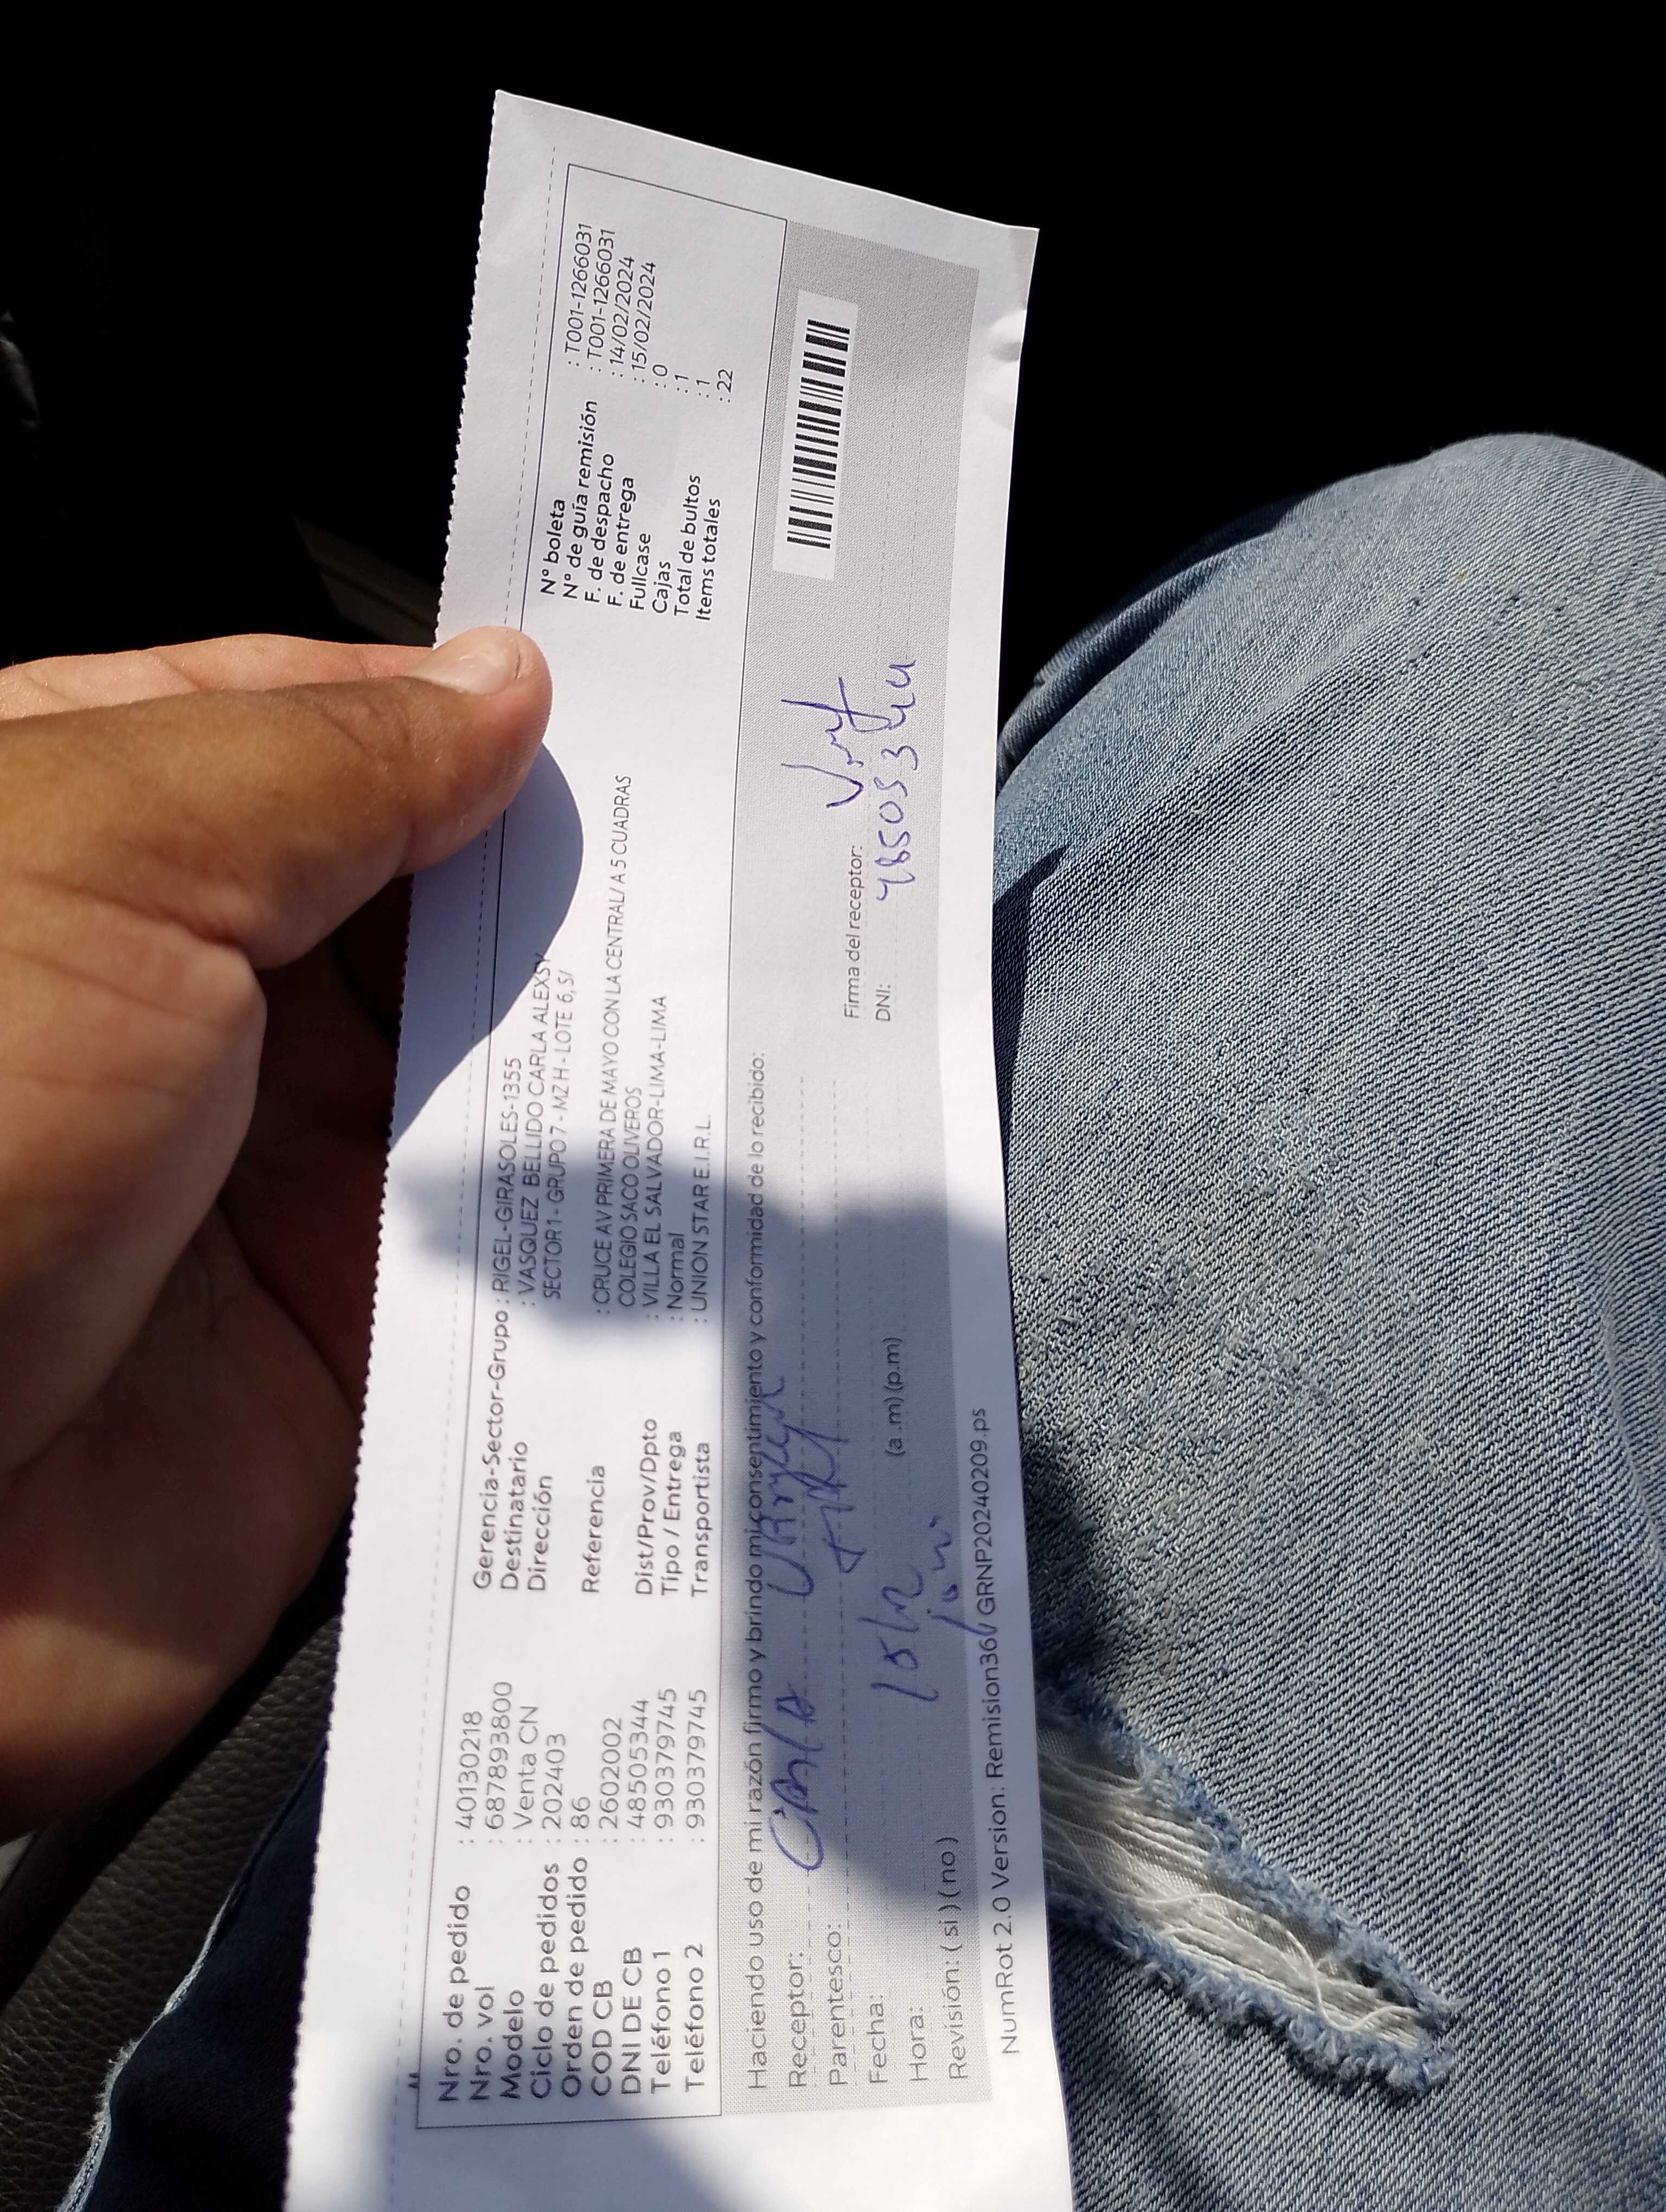 Nro. de pedido : 40130218
Nro. vol : 687893800
Modelo : Venta CN
Ciclo de pedidos : 202403
Orden de pedido : 86
COD CB : 2602002
DNI DE CB : 48505344
Teléfono 1 : 930379745
Teléfono 2 : 930379745
Gerencia-Sector-Grupo : RIGEL-GIRASOLES-1355
Destinatario : VASQUEZ BELLIDO CARLA ALEXSY
Dirección SECTOR 1 - GRUPO 7 - MZ H - LOTE 6, S/
Referencia : CRUCE AV PRIMERA DE MAYO CON LA CENTRAL/ A 5 CUADRAS
COLEGIO SACO OLIVEROS
Dist/Prov/Dpto : VILLA EL SALVADOR-LIMA-LIMA
Tipo / Entrega : Normal
Transportista : UNION STAR E.I.R.L.
N° boleta : T001-1266031
N° de guía remisión : T001-1266031
F. de despacho : 14/02/2024
F. de entrega : 15/02/2024
Fullcase : 0
Cajas : 1
Total de bultos : 1
Items totales : 22
Haciendo uso de mi razón firmo y brindo mi consentimiento y conformidad de lo recibido:
Receptor: Carla
Parentesco:
Fecha:
Hora: (a.m) (p.m)
Revisión: ( si ) ( no )
Firma del receptor:
DNI: 48505344
NumRot 2.0 Version: Remision36 / GRNP20240209.ps